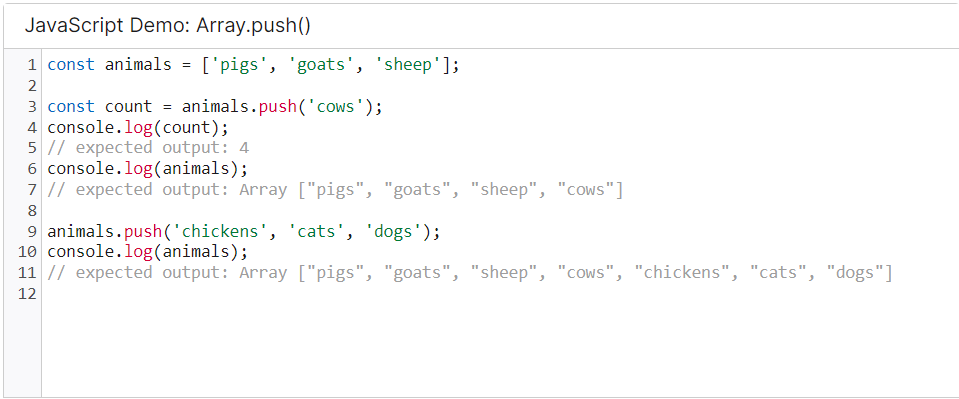 JavaScript Demo: Array.push()
1 const animals = ['pigs', 'goats', 'sheep'];
2
3 const count = animals.push('cows');
4 console.log(count);
5 // expected output: 4
6 console.log(animals);
7 // expected output: Array ["pigs", "goats", "sheep", "cows"]
8
9 animals.push('chickens', 'cats', 'dogs');
10 console.log(animals);
11 // expected output: Array ["pigs", "goats", "sheep", "cows", "chickens", "cats", "dogs"]
12